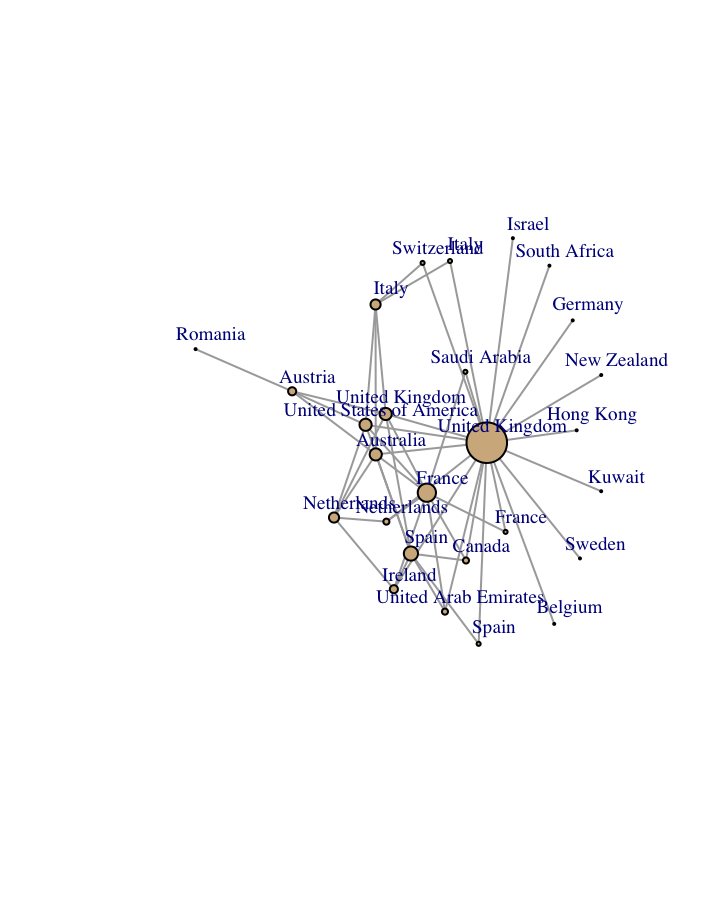 Israel
Switzerland
Italy
South Africa
Italy
Germany
Romania
Saudi Arabia
New Zealand
Austria
United Kingdom
United States of America
Hong Kong
United Kingdom
Australia
France
Kuwait
Netherlands
Netherlands
France
Spain
Canada
Sweden
Ireland
United Arab Emirates
Belgium
Spain